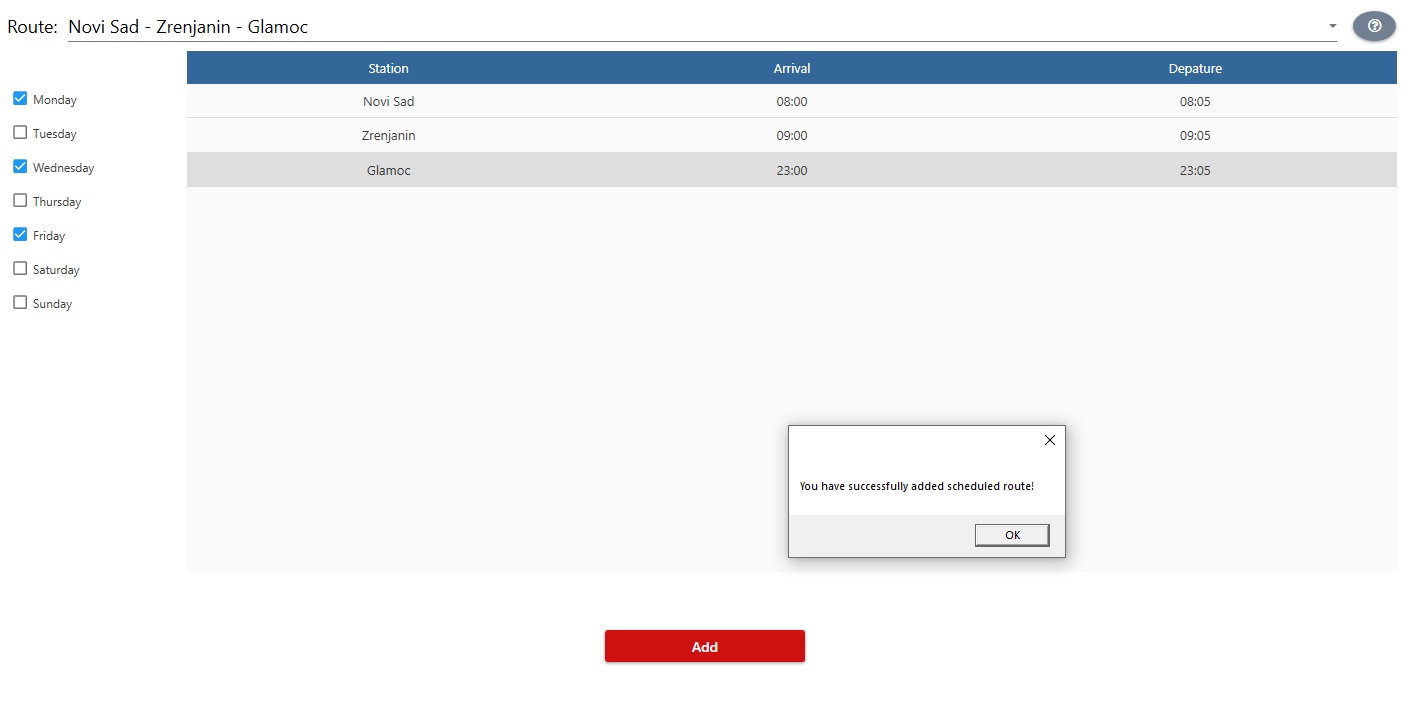 Route: Novi Sad - Zrenjanin - Glamoc
Station Arrival Depature
Monday
Tuesday
Wednesday
Thursday
Friday
Saturday
Sunday
Novi Sad 08:00 08:05
Zrenjanin 09:00 09:05
Glamoc 23:00 23:05
You have successfully added scheduled route!
OK
Add